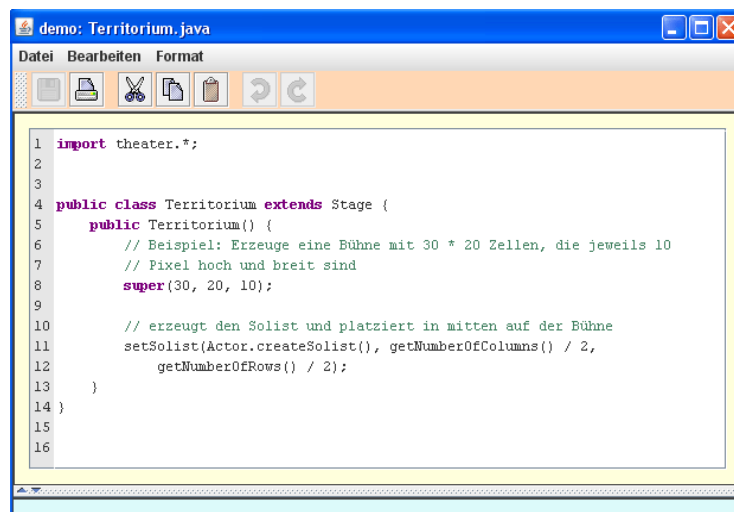 demo: Territorium.java
Datei Bearbeiten Format
1 import theater.*;
2
3
4 public class Territorium extends Stage {
5 public Territorium() {
6 // Beispiel: Erzeuge eine Bühne mit 30 * 20 Zellen, die jeweils 10
7 // Pixel hoch und breit sind
8 super(30, 20, 10);
9
10 // erzeugt den Solist und platziert in mitten auf der Bühne
11 setSolist(Actor.createSolist(), getNumberOfColumns() / 2,
12 getNumberOfRows() / 2);
13 }
14 }
15
16